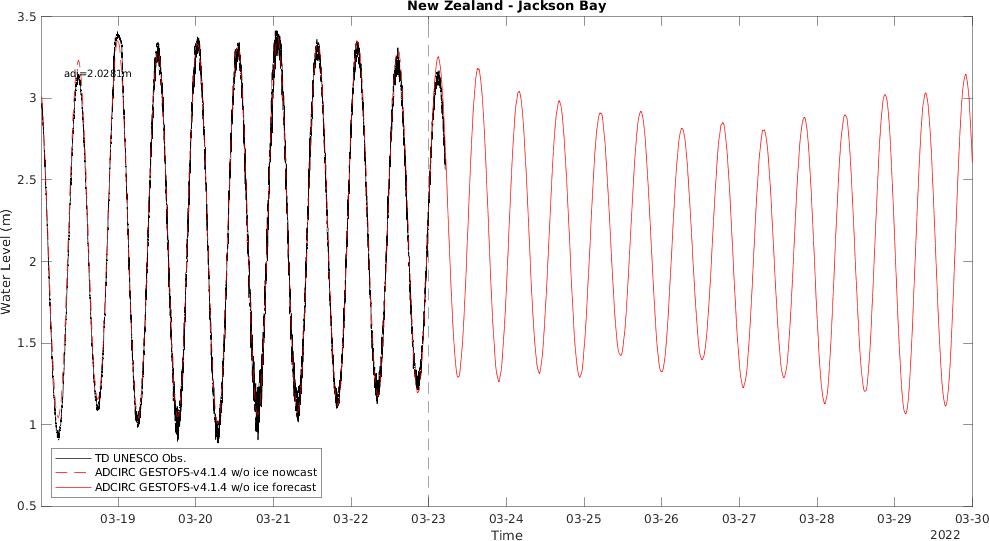 New Zealand - Jackson Bay
3.5
3
2.5
2
1.5
1
0.5
Water Level (m)
adj=2.0281m
TD UNESCO Obs.
ADCIRC GESTOFS-v4.1.4 w/o ice nowcast
ADCIRC GESTOFS-v4.1.4 w/o ice forecast
03-19 03-20 03-21 03-22 03-23 03-24 03-25 03-26 03-27 03-28 03-29 03-30
Time
2022